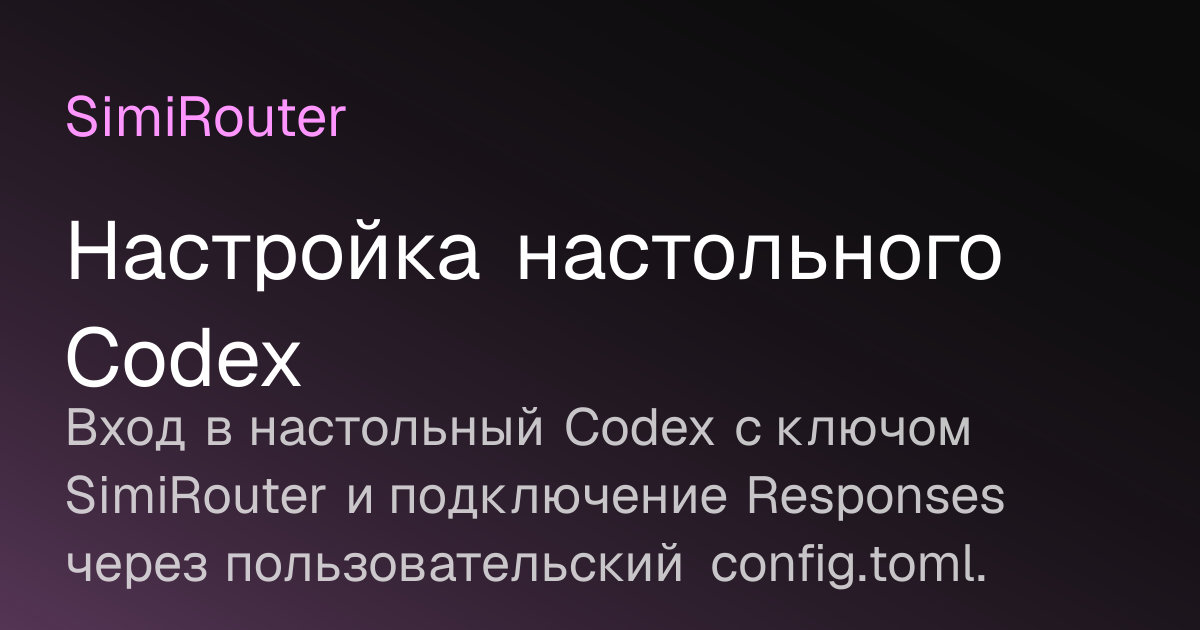 SimiRouter
Настройка настольного
Codex
Вход в настольный Codex с ключом
SimiRouter и подключение Responses
через пользовательский config.toml.